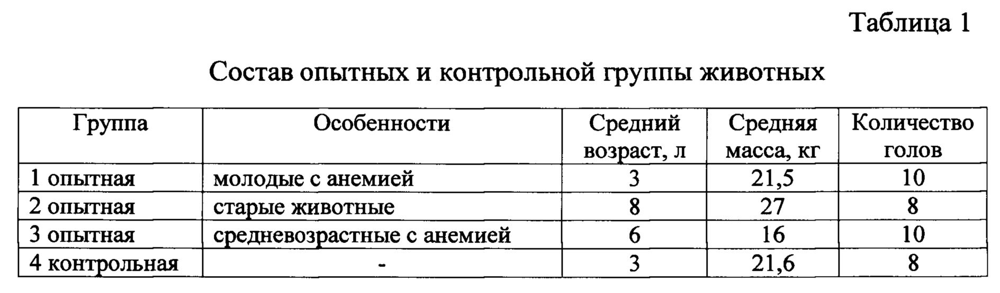 Таблица 1
Состав опытных и контрольной группы животных
Группа Особенности Средний Средняя Количество
возраст, л масса, кг голов
1 опытная молодые с анемией 3 21,5 10
2 опытная старые животные 8 27 8
3 опытная средневозрастные с анемией 6 16 10
4 контрольная - 3 21,6 8